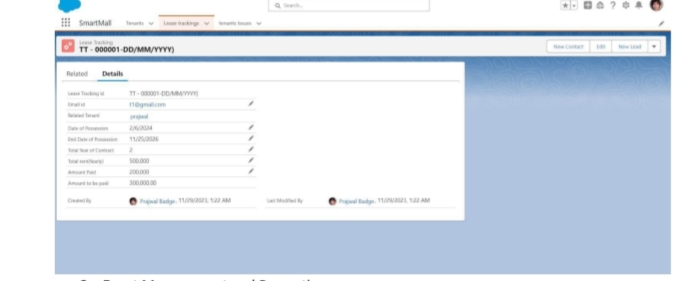 Search...
SmartMall
Tenants
Lease trackings
tenants Issues
Lease Tracking
TT - 000001-DD/MM/YYYY)
New Contact
Edit
New Lead
Related
Details
Lease Tracking Id TT - 000001-DD/MM/YYYY)
Email id t1@gmail.com
Related Tenant prajwal
Date of Possession 2/6/2024
End Date of Possession 11/25/2026
Total Year of Contract 2
Total rent(Yearly) 500,000
Amount Paid 200,000
Amount to be paid 300,000.00
Created By Prajwal Badge, 11/29/2023, 1:22 AM
Last Modified By Prajwal Badge, 11/29/2023, 1:22 AM